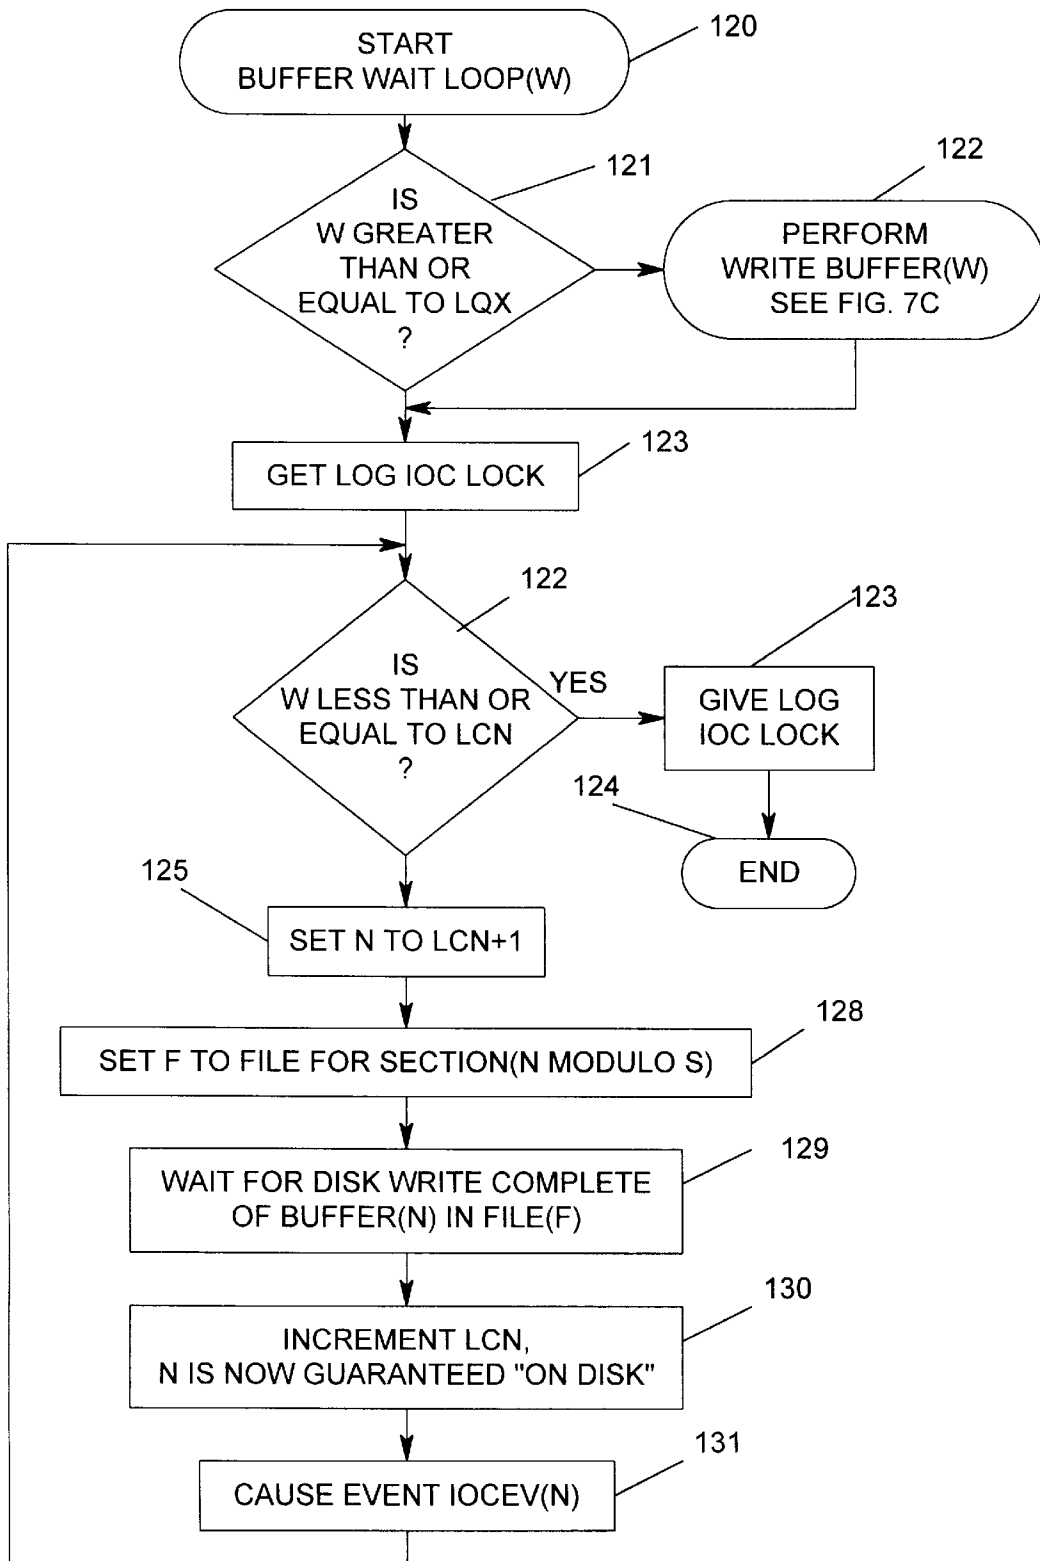 START
BUFFER WAIT LOOP(W)
120
IS
W GREATER
THAN OR
EQUAL TO LQX
?
121
PERFORM
WRITE BUFFER(W)
SEE FIG. 7C
122
GET LOG IOC LOCK
123
IS
W LESS THAN OR
EQUAL TO LCN
?
122
YES
GIVE LOG
IOC LOCK
123
END
124
SET N TO LCN+1
125
SET F TO FILE FOR SECTION(N MODULO S)
128
WAIT FOR DISK WRITE COMPLETE
OF BUFFER(N) IN FILE(F)
129
INCREMENT LCN,
N IS NOW GUARANTEED "ON DISK"
130
CAUSE EVENT IOCEV(N)
131